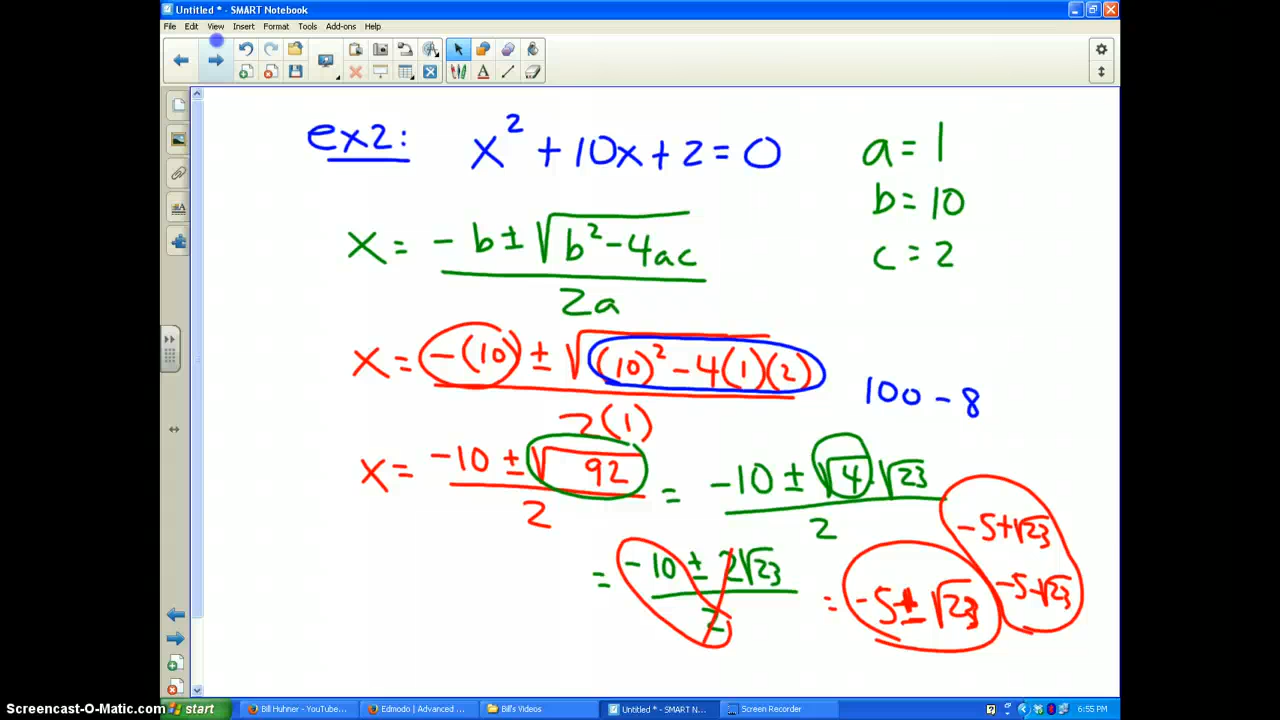 Untitled * - SMART Notebook
File Edit View Insert Format Tools Add-ons Help
ex2: x² + 10x + 2 = 0
a = 1
b = 10
c = 2
x = -b ± √b² - 4ac
2a
x = -(10) ± √(10)² - 4(1)(2)
2(1)
100 - 8
x = -10 ± √92
2
= -10 ± √4 · √23
2
= -10 ± 2√23
2
= -5 ± √23
-5 + √23
-5 - √23
Screencast-O-Matic.com
start
Bill Huhner - YouTube...
Edmodo | Advanced ...
Bill's Videos
Untitled * - SMART N...
Screen Recorder
6:55 PM